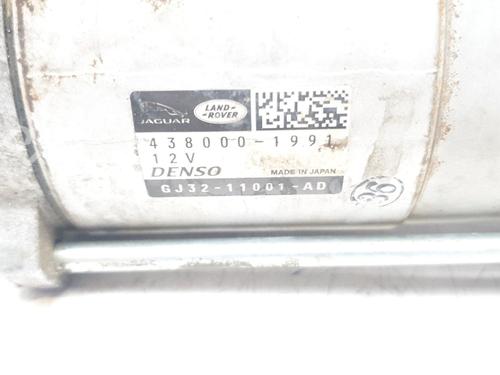 JAGUAR
LAND-
ROVER
438000-1991
12V
DENSO
MADE IN JAPAN
GJ32-11001-AD